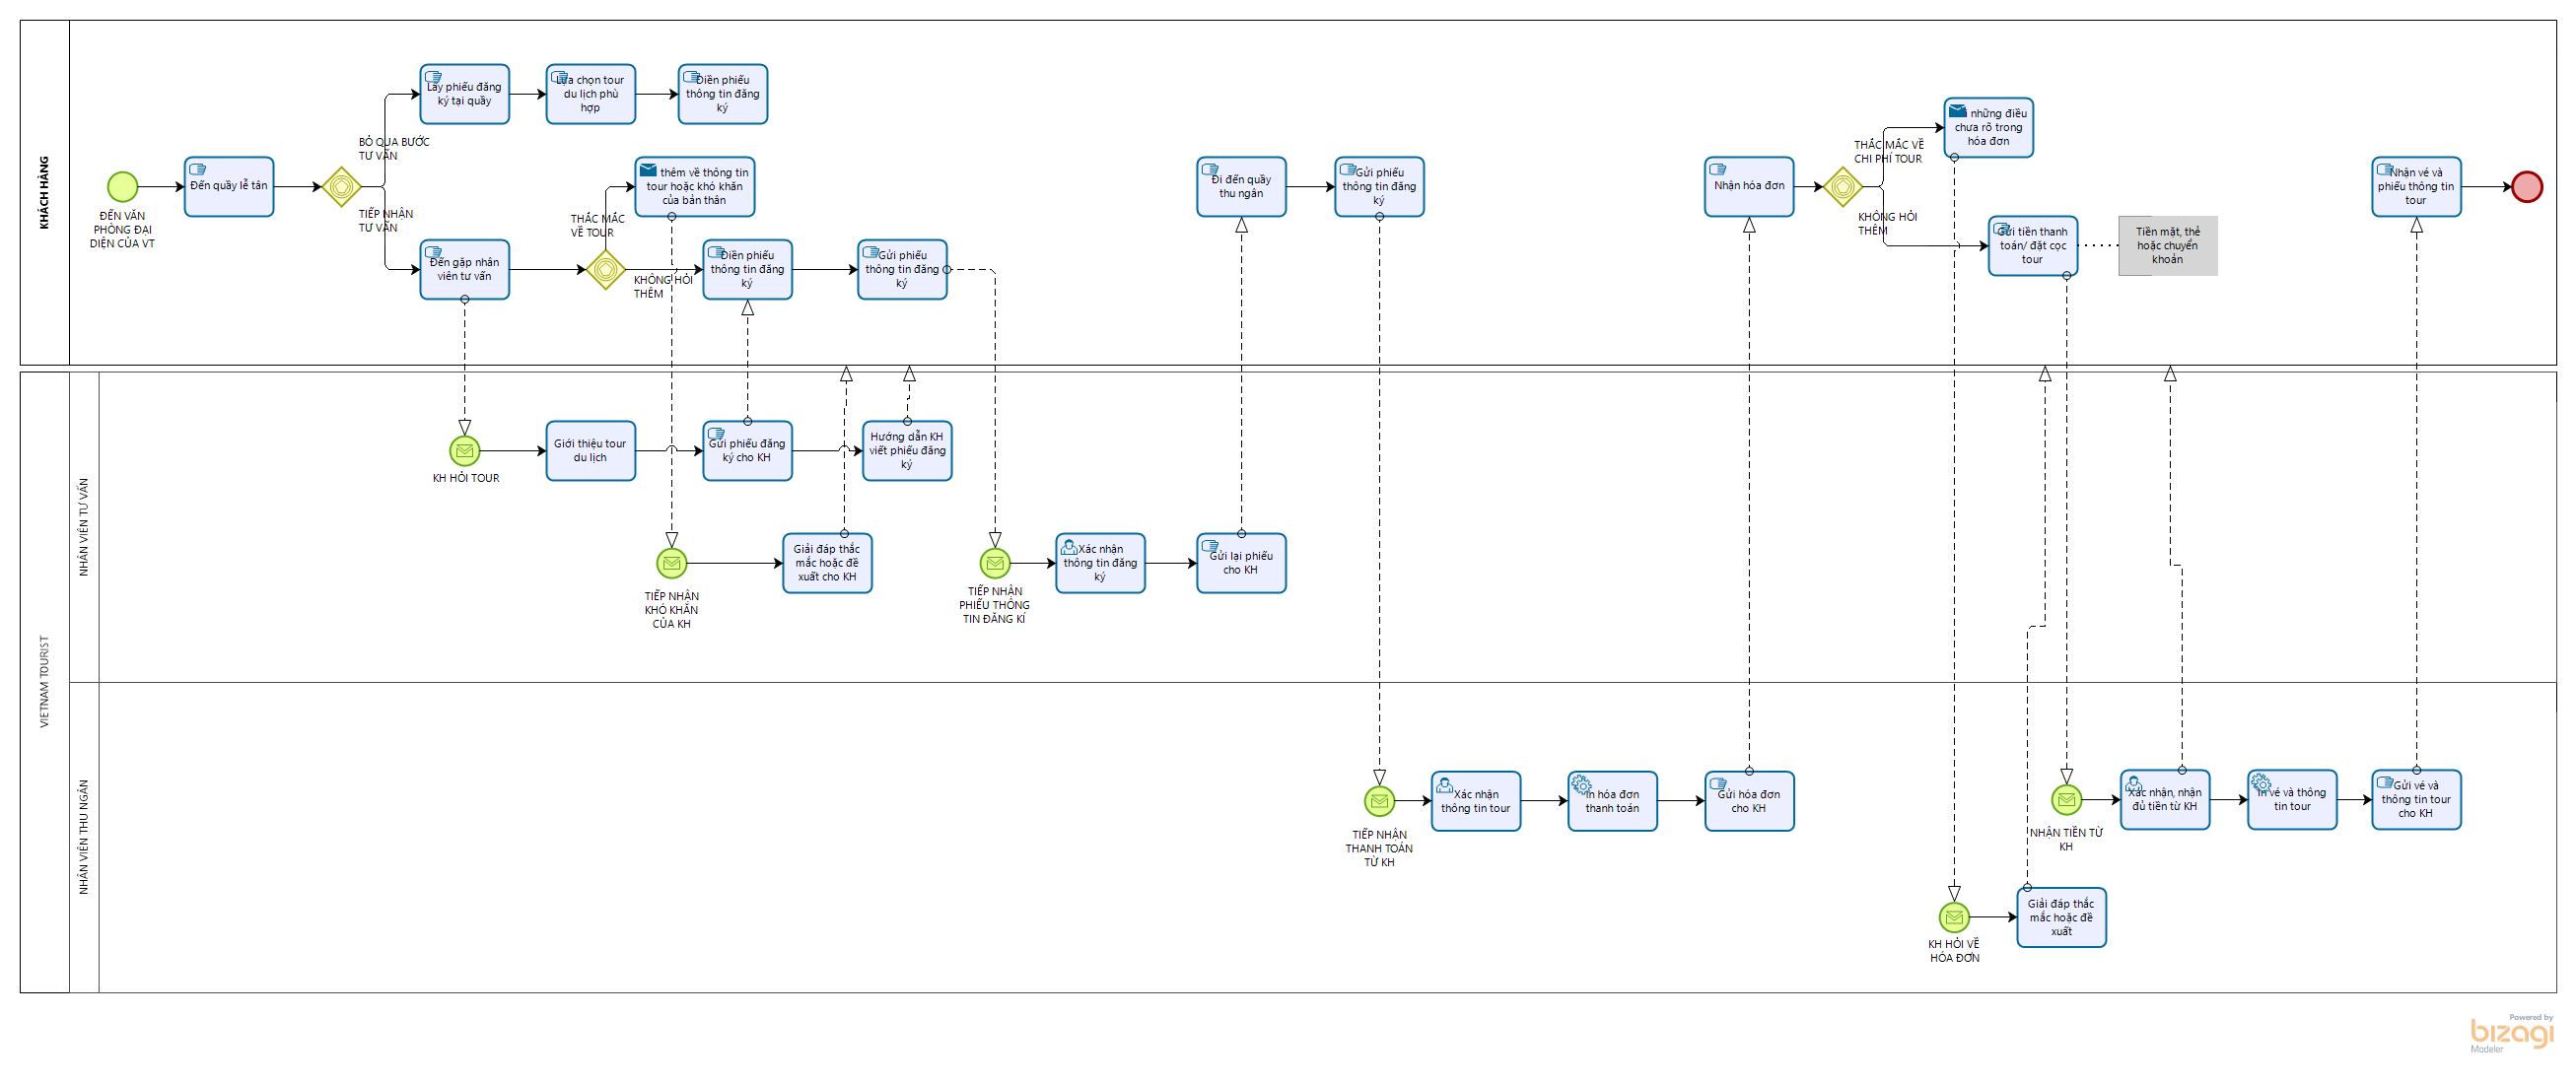 KHÁCH HÀNG
ĐẾN VĂN
PHÒNG ĐẠI
DIỆN CỦA VT
Đến quầy lễ tân
BỎ QUA BƯỚC
TƯ VẤN
TIẾP NHẬN
TƯ VẤN
Lấy phiếu đăng
ký tại quầy
Lựa chọn tour
du lịch phù
hợp
Điền phiếu
thông tin đăng
ký
Đến gặp nhân
viên tư vấn
THẮC MẮC
VỀ TOUR
KHÔNG HỎI
THÊM
thêm về thông tin
tour hoặc khó khăn
của bản thân
Điền phiếu
thông tin đăng
ký
Gửi phiếu
thông tin đăng
ký
Đi đến quầy
thu ngân
Gửi phiếu
thông tin đăng
ký
Nhận hóa đơn
THẮC MẮC VỀ
CHI PHÍ TOUR
KHÔNG HỎI
THÊM
những điều
chưa rõ trong
hóa đơn
Gửi tiền thanh
toán/ đặt cọc
tour
Tiền mặt, thẻ
hoặc chuyển
khoản
Nhận vé và
phiếu thông tin
tour
VIETNAM TOURIST
NHÂN VIÊN TƯ VẤN
KH HỎI TOUR
Giới thiệu tour
du lịch
Gửi phiếu đăng
ký cho KH
Hướng dẫn KH
viết phiếu đăng
ký
TIẾP NHẬN
KHÓ KHĂN
CỦA KH
Giải đáp thắc
mắc hoặc đề
xuất cho KH
TIẾP NHẬN
PHIẾU THÔNG
TIN ĐĂNG KÍ
Xác nhận
thông tin đăng
ký
Gửi lại phiếu
cho KH
NHÂN VIÊN THU NGÂN
TIẾP NHẬN
THANH TOÁN
TỪ KH
Xác nhận
thông tin tour
In hóa đơn
thanh toán
Gửi hóa đơn
cho KH
KH HỎI VỀ
HÓA ĐƠN
Giải đáp thắc
mắc hoặc đề
xuất
NHẬN TIỀN TỪ
KH
Xác nhận, nhận
đủ tiền từ KH
In vé và thông
tin tour
Gửi vé và
thông tin tour
cho KH
Powered by
bizagi
Modeler